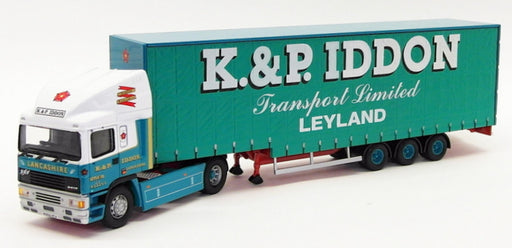 K.&P. IDDON
Transport Limited
LEYLAND
K.&P. IDDON
LANCASHIRE
K.&P. IDDON